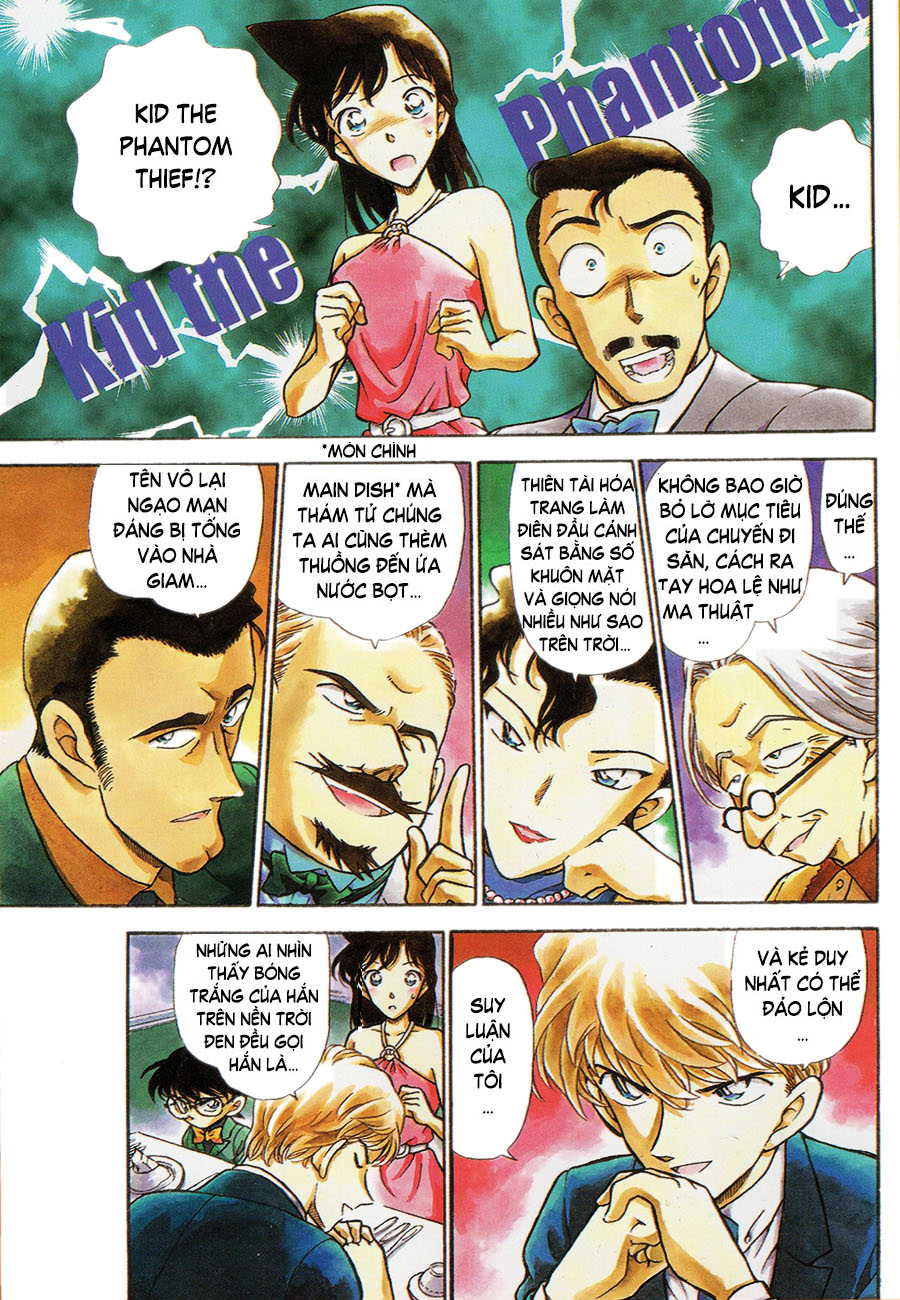 KID...
KID THE
PHANTOM
THIEF!?
Kid the
Phantom
*MÓN CHÍNH
ĐÚNG
THẾ
...
KHÔNG BAO GIỜ
BỎ LỠ MỤC TIÊU
CỦA CHUYẾN ĐI
SĂN, CÁCH RA
TAY HOA LỆ NHƯ
MA THUẬT
...
THIÊN TÀI HÓA
TRANG LÀM
ĐIÊN ĐẦU CẢNH
SÁT BẰNG SỐ
KHUÔN MẶT
VÀ GIỌNG NÓI
NHIỀU NHƯ SAO
TRÊN TRỜI...
MAIN DISH* MÀ
THÁM TỬ CHÚNG
TA AI CŨNG THÈM
THUỒNG ĐẾN ỨA
NƯỚC BỌT...
TÊN VÔ LẠI
NGẠO MẠN
ĐÁNG BỊ TỐNG
VÀO NHÀ
GIAM...
VÀ KẺ DUY
NHẤT CÓ THỂ
ĐẢO LỘN
...
SUY
LUẬN
CỦA
TÔI
...
NHỮNG AI NHÌN
THẤY BÓNG
TRẮNG CỦA HẮN
TRÊN NỀN TRỜI
ĐEN ĐỀU GỌI
HẮN LÀ...